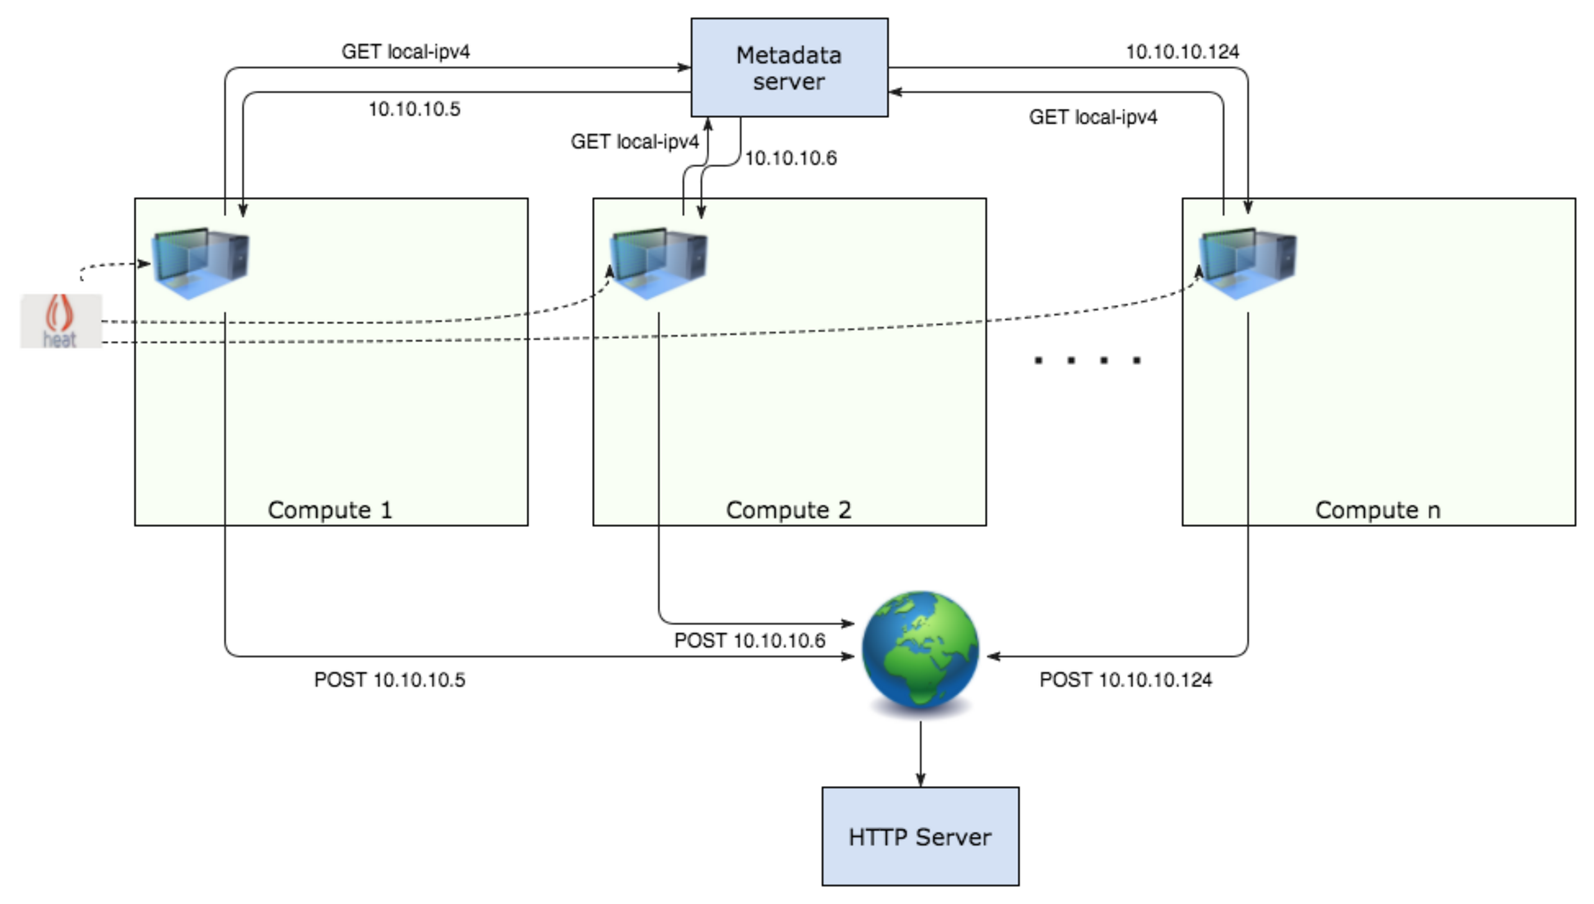 GET local-ipv4
Metadata
server
10.10.10.124
10.10.10.5
GET local-ipv4
GET local-ipv4
10.10.10.6
heat
Compute 1
Compute 2
Compute n
POST 10.10.10.6
POST 10.10.10.5
POST 10.10.10.124
HTTP Server